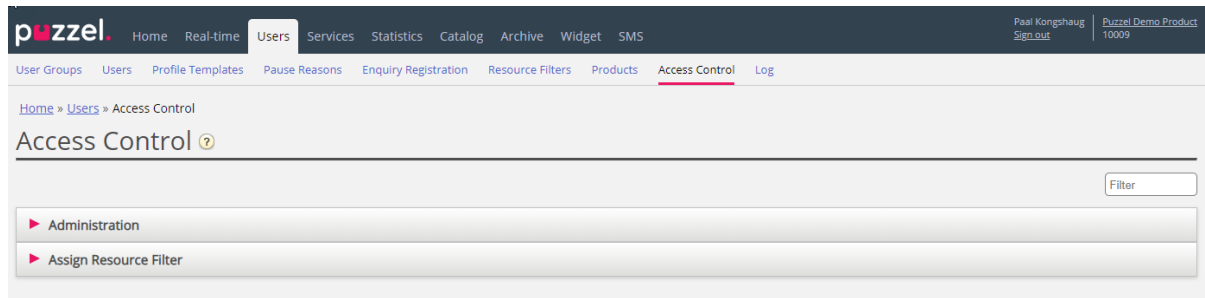 puzzel.
Home Real-time Users Services Statistics Catalog Archive Widget SMS
Paal Kongshaug
Sign out
Puzzel Demo Product
10009
User Groups Users Profile Templates Pause Reasons Enquiry Registration Resource Filters Products Access Control Log
Home » Users » Access Control
Access Control ?
Filter
Administration
Assign Resource Filter